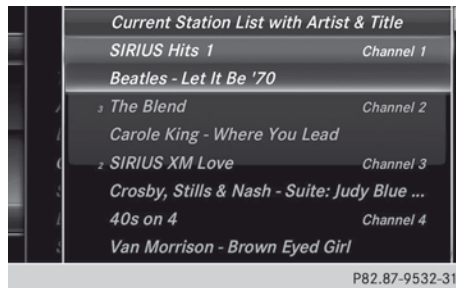 Current Station List with Artist & Title
SIRIUS Hits 1 Channel 1
Beatles - Let It Be '70
3 The Blend Channel 2
Carole King - Where You Lead
2 SIRIUS XM Love Channel 3
Crosby, Stills & Nash - Suite: Judy Blue ...
40s on 4 Channel 4
Van Morrison - Brown Eyed Girl
P82.87-9532-31